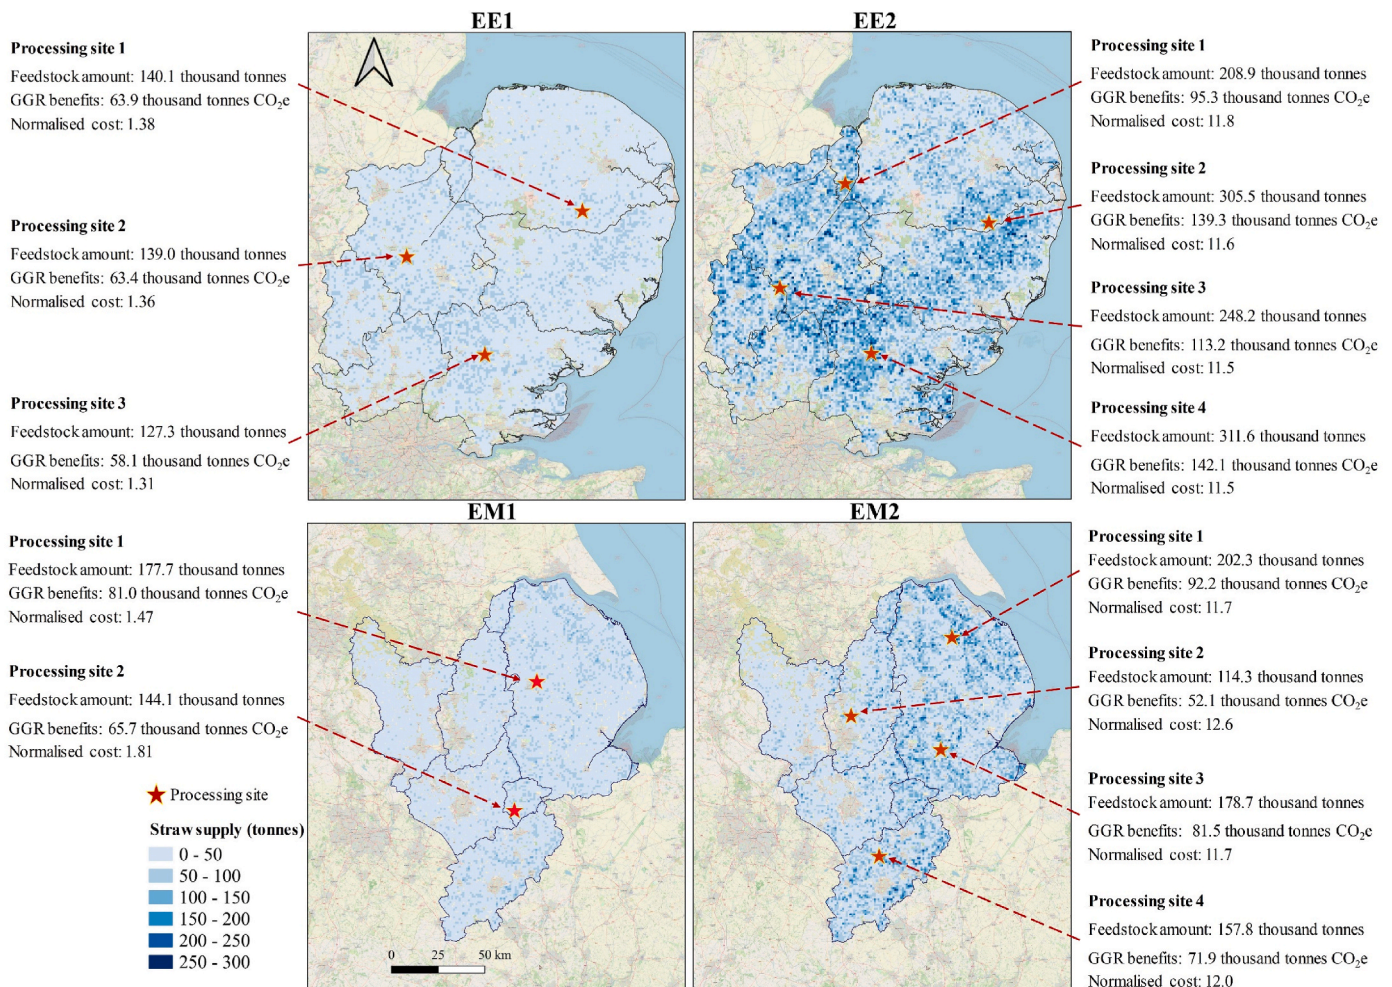 EE1
Processing site 1
Feedstock amount: 140.1 thousand tonnes
GGR benefits: 63.9 thousand tonnes CO₂e
Normalised cost: 1.38
Processing site 2
Feedstock amount: 139.0 thousand tonnes
GGR benefits: 63.4 thousand tonnes CO₂e
Normalised cost: 1.36
Processing site 3
Feedstock amount: 127.3 thousand tonnes
GGR benefits: 58.1 thousand tonnes CO₂e
Normalised cost: 1.31
EE2
Processing site 1
Feedstock amount: 208.9 thousand tonnes
GGR benefits: 95.3 thousand tonnes CO₂e
Normalised cost: 11.8
Processing site 2
Feedstock amount: 305.5 thousand tonnes
GGR benefits: 139.3 thousand tonnes CO₂e
Normalised cost: 11.6
Processing site 3
Feedstock amount: 248.2 thousand tonnes
GGR benefits: 113.2 thousand tonnes CO₂e
Normalised cost: 11.5
Processing site 4
Feedstock amount: 311.6 thousand tonnes
GGR benefits: 142.1 thousand tonnes CO₂e
Normalised cost: 11.5
EM1
Processing site 1
Feedstock amount: 177.7 thousand tonnes
GGR benefits: 81.0 thousand tonnes CO₂e
Normalised cost: 1.47
Processing site 2
Feedstock amount: 144.1 thousand tonnes
GGR benefits: 65.7 thousand tonnes CO₂e
Normalised cost: 1.81
Processing site
Straw supply (tonnes)
0 - 50
50 - 100
100 - 150
150 - 200
200 - 250
250 - 300
0 25 50 km
EM2
Processing site 1
Feedstock amount: 202.3 thousand tonnes
GGR benefits: 92.2 thousand tonnes CO₂e
Normalised cost: 11.7
Processing site 2
Feedstock amount: 114.3 thousand tonnes
GGR benefits: 52.1 thousand tonnes CO₂e
Normalised cost: 12.6
Processing site 3
Feedstock amount: 178.7 thousand tonnes
GGR benefits: 81.5 thousand tonnes CO₂e
Normalised cost: 11.7
Processing site 4
Feedstock amount: 157.8 thousand tonnes
GGR benefits: 71.9 thousand tonnes CO₂e
Normalised cost: 12.0